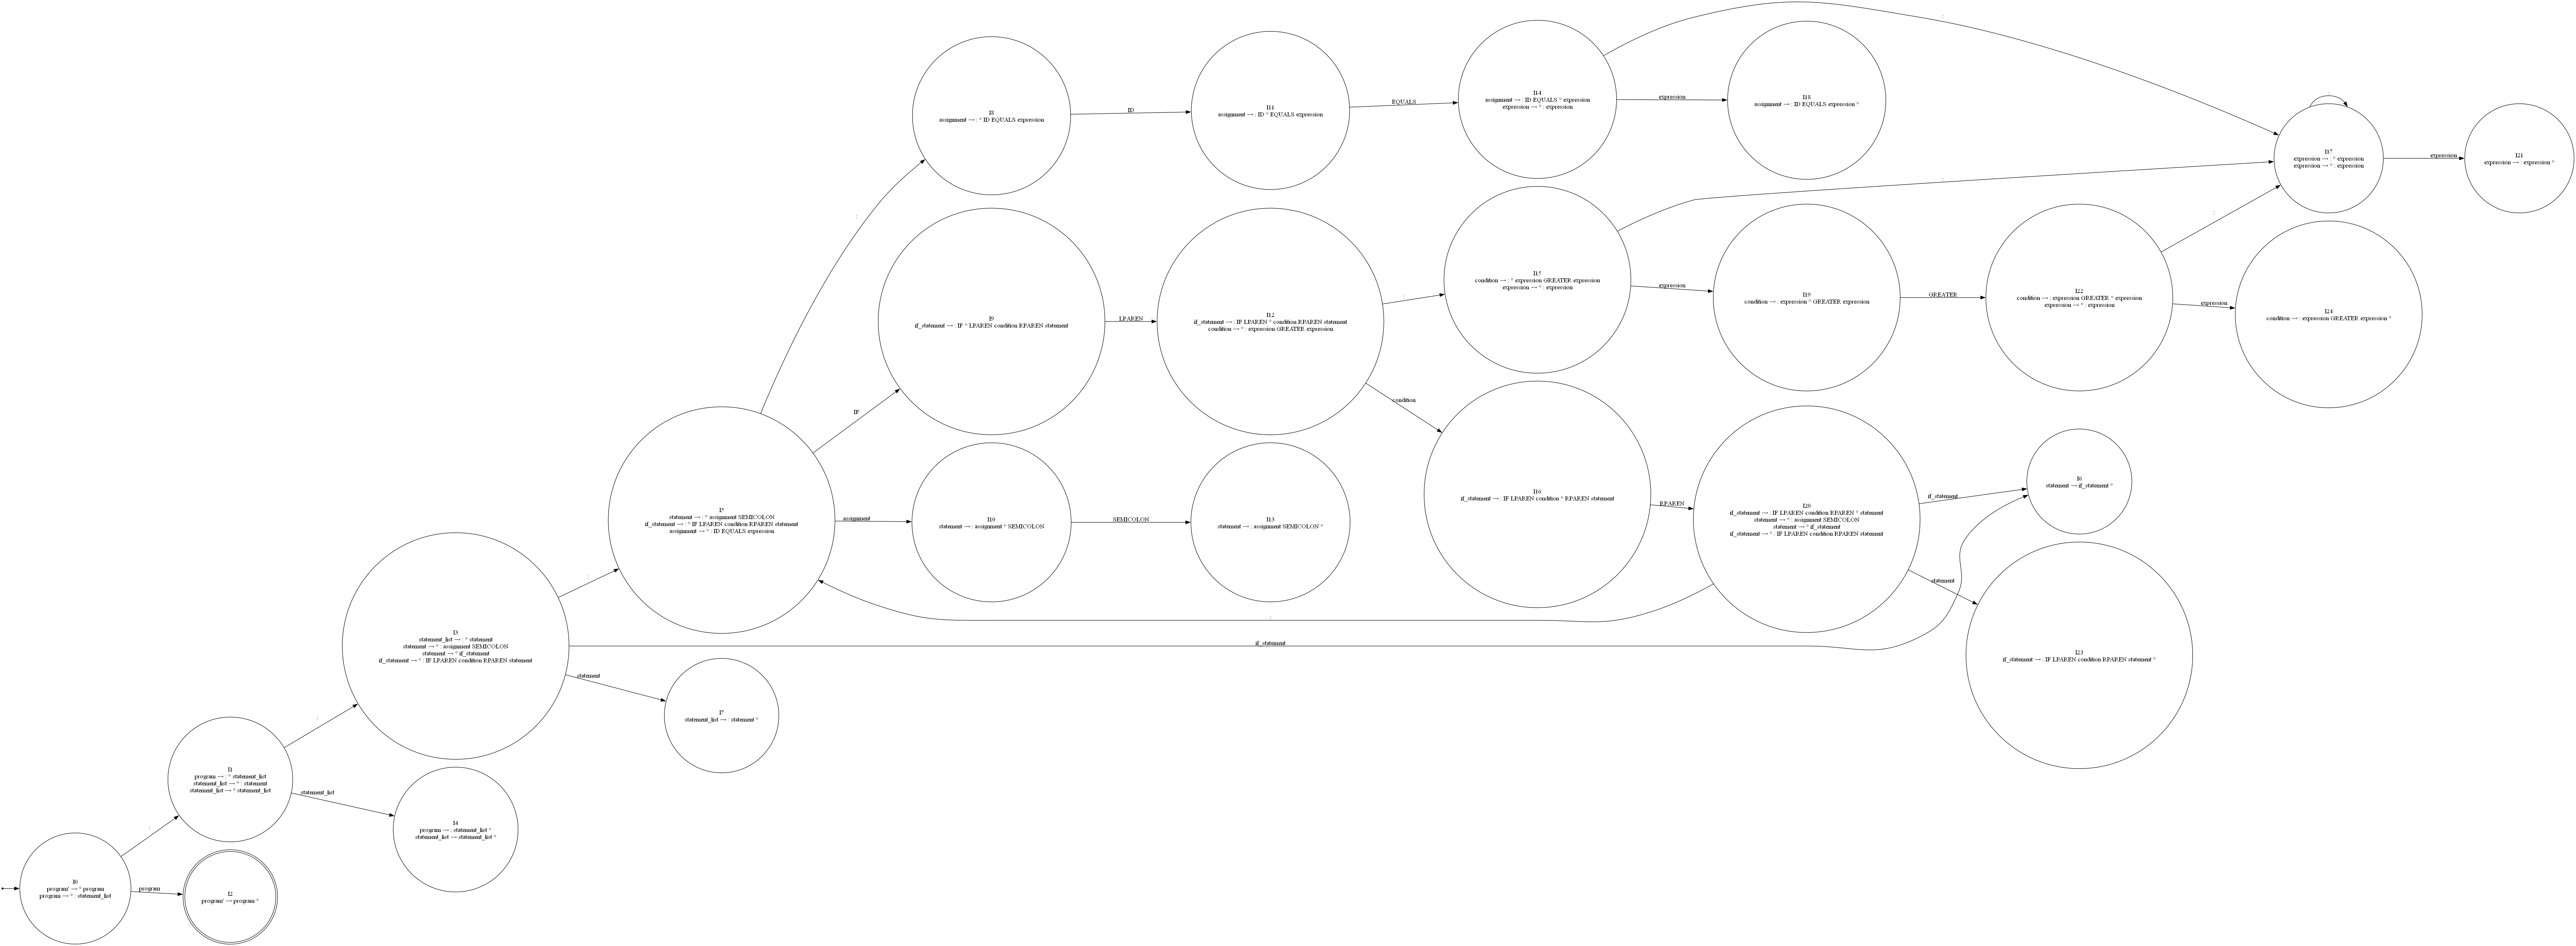 I0
program' → ° program
program → ° : statement_list
:
program
I1
program → : ° statement_list
statement_list → ° : statement
statement_list → ° statement_list
I2
program' → program °
:
statement_list
I3
statement_list → : ° statement
statement → ° : assignment SEMICOLON
statement → ° if_statement
if_statement → ° : IF LPAREN condition RPAREN statement
I4
program → : statement_list °
statement_list → statement_list °
:
if_statement
statement
I5
statement → : ° assignment SEMICOLON
if_statement → : ° IF LPAREN condition RPAREN statement
assignment → ° : ID EQUALS expression
I7
statement_list → : statement °
:
IF
assignment
I8
assignment → : ° ID EQUALS expression
ID
I11
assignment → : ID ° EQUALS expression
EQUALS
I14
assignment → : ID EQUALS ° expression
expression → ° : expression
:
expression
I18
assignment → : ID EQUALS expression °
I9
if_statement → : IF ° LPAREN condition RPAREN statement
LPAREN
I12
if_statement → : IF LPAREN ° condition RPAREN statement
condition → ° : expression GREATER expression
:
condition
I15
condition → : ° expression GREATER expression
expression → ° : expression
:
expression
I19
condition → : expression ° GREATER expression
GREATER
I22
condition → : expression GREATER ° expression
expression → ° : expression
:
expression
I17
expression → : ° expression
expression → ° : expression
:
expression
I21
expression → : expression °
I24
condition → : expression GREATER expression °
I10
statement → : assignment ° SEMICOLON
SEMICOLON
I13
statement → : assignment SEMICOLON °
I16
if_statement → : IF LPAREN condition ° RPAREN statement
RPAREN
I20
if_statement → : IF LPAREN condition RPAREN ° statement
statement → ° : assignment SEMICOLON
statement → ° if_statement
if_statement → ° : IF LPAREN condition RPAREN statement
if_statement
statement
:
I6
statement → if_statement °
I23
if_statement → : IF LPAREN condition RPAREN statement °